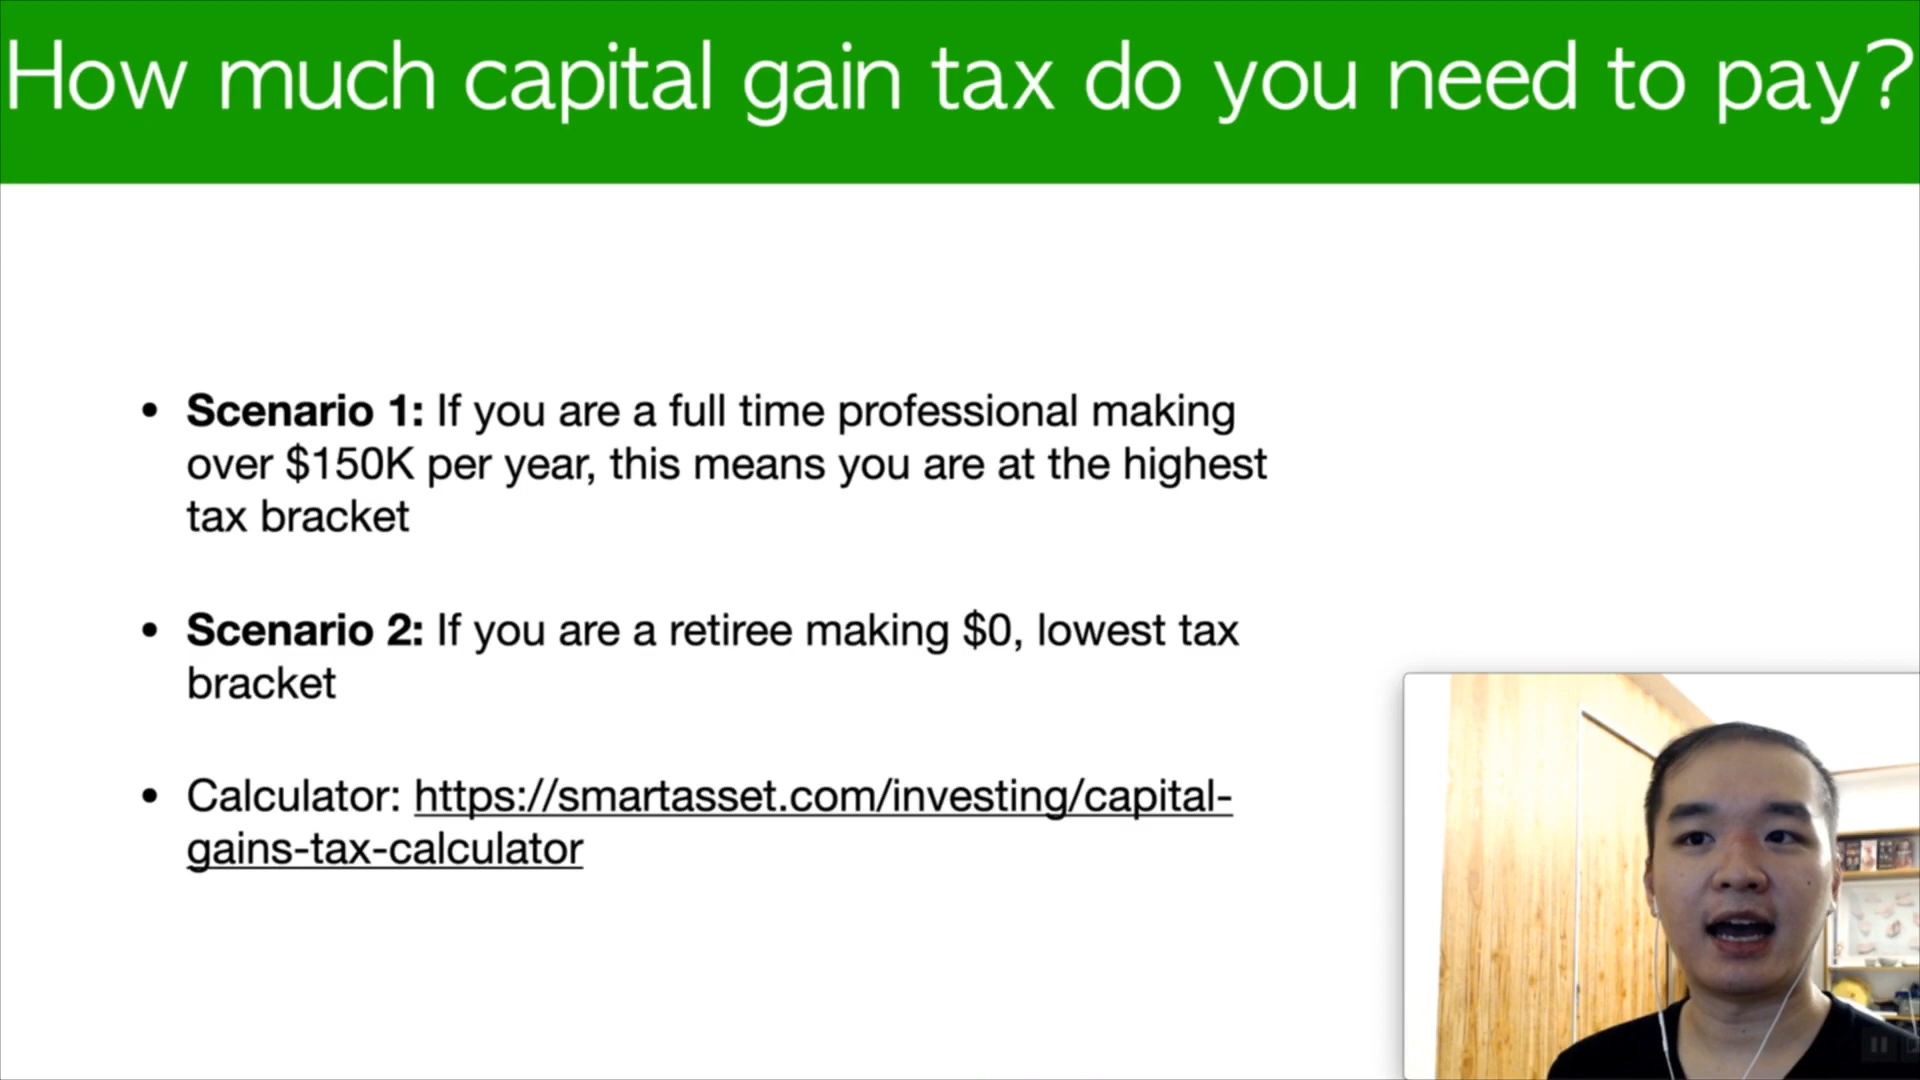 How much capital gain tax do you need to pay?
• Scenario 1: If you are a full time professional making
over $150K per year, this means you are at the highest
tax bracket
• Scenario 2: If you are a retiree making $0, lowest tax
bracket
• Calculator: https://smartasset.com/investing/capital-
gains-tax-calculator